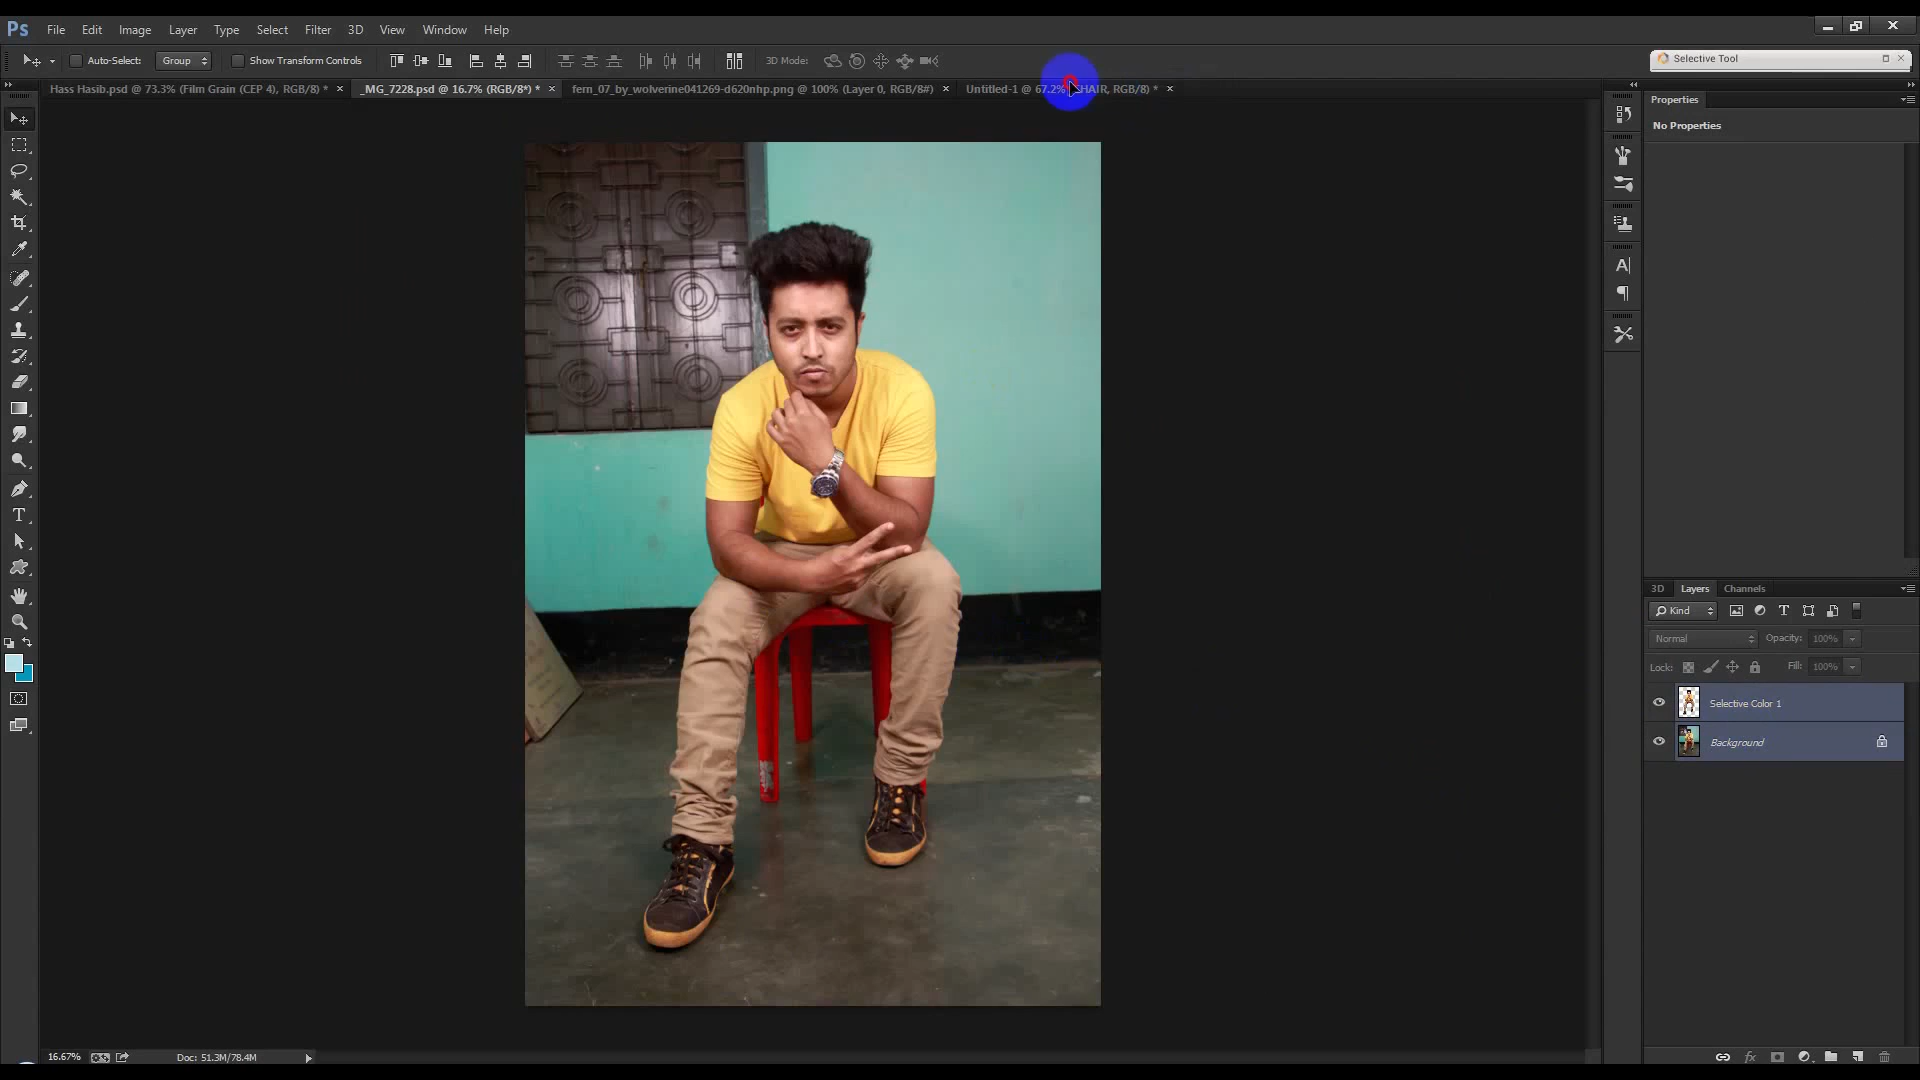 Ps File Edit Image Layer Type Select Filter 3D View Window Help
Auto-Select: Group Show Transform Controls 3D Mode: Selective Tool
Hass Hasib.psd @ 73.3% (Film Grain (CEP 4), RGB/8) * _MG_7228.psd @ 16.7% (RGB/8*) * fern_07_by_wolverine041269-d620nhp.png @ 100% (Layer 0, RGB/8#) Untitled-1 @ 67.2% HAIR, RGB/8) *
Properties
No Properties
3D Layers Channels
Kind
Normal Opacity: 100%
Lock: Fill: 100%
Selective Color 1
Background
16.67% Doc: 51.3M/78.4M